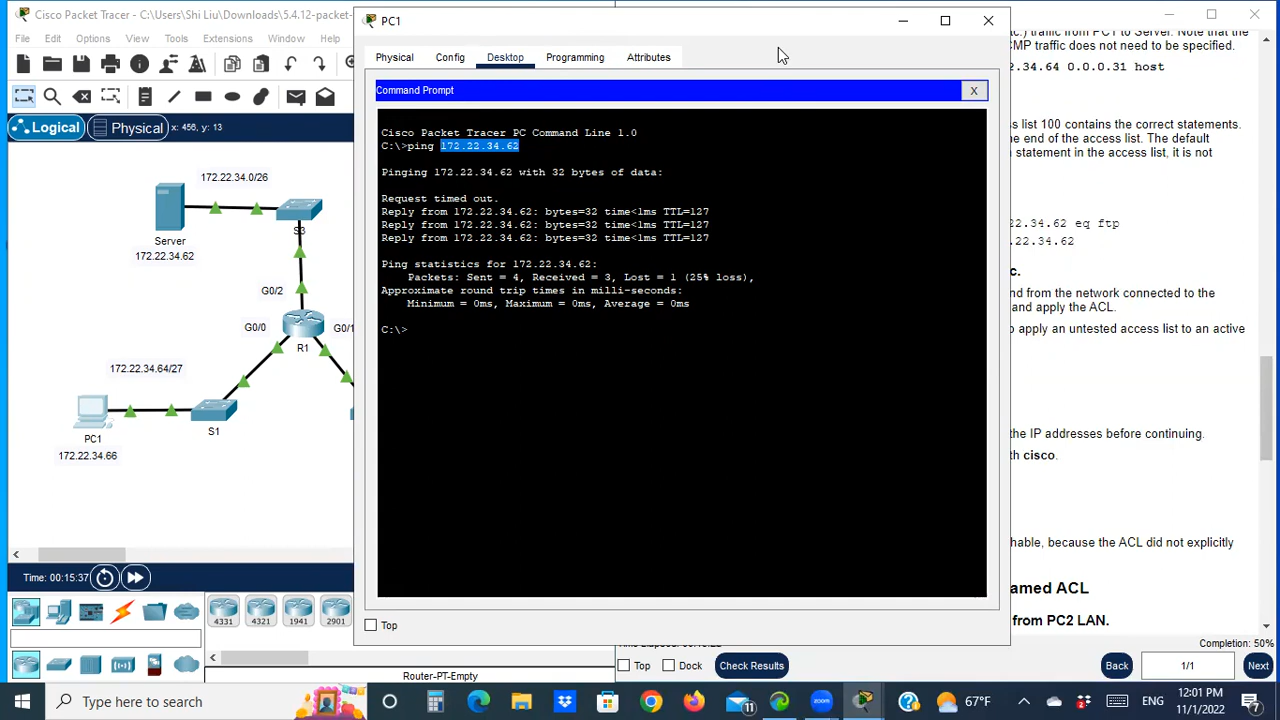 Cisco Packet Tracer - C:\Users\Shi Liu\Downloads\5.4.12-packet-
File Edit Options View Tools Extensions Window Help
Logical Physical x: 456, y: 13
172.22.34.0/26
Server
172.22.34.62
S3
G0/2
G0/0
G0/1
R1
172.22.34.64/27
PC1
172.22.34.66
S1
Time: 00:15:37
4331 4321 1941 2901
Router-PT-Empty
PC1
Physical Config Desktop Programming Attributes
Command Prompt X
Cisco Packet Tracer PC Command Line 1.0
C:\>ping 172.22.34.62
Pinging 172.22.34.62 with 32 bytes of data:
Request timed out.
Reply from 172.22.34.62: bytes=32 time<1ms TTL=127
Reply from 172.22.34.62: bytes=32 time<1ms TTL=127
Reply from 172.22.34.62: bytes=32 time<1ms TTL=127
Ping statistics for 172.22.34.62:
Packets: Sent = 4, Received = 3, Lost = 1 (25% loss),
Approximate round trip times in milli-seconds:
Minimum = 0ms, Maximum = 0ms, Average = 0ms
C:\>
Top
etc.) traffic from PC1 to Server. Note that the
CMP traffic does not need to be specified.
.34.64 0.0.0.31 host
ss list 100 contains the correct statements.
he end of the access list. The default
statement in the access list, it is not
22.34.62 eq ftp
22.34.62
c.
nd from the network connected to the
and apply the ACL.
o apply an untested access list to an active
the IP addresses before continuing.
th cisco.
hable, because the ACL did not explicitly
amed ACL
from PC2 LAN.
Completion: 50%
Top Dock Check Results Back 1/1 Next
Type here to search
11
zoom
67°F
ENG
12:01 PM
11/1/2022
7